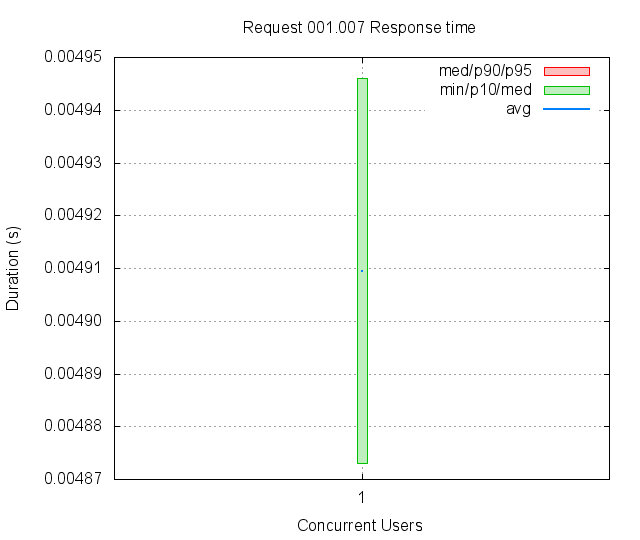 Request 001.007 Response time
0.00495
0.00494
0.00493
0.00492
0.00491
0.00490
0.00489
0.00488
0.00487
Duration (s)
med/p90/p95
min/p10/med
avg
1
Concurrent Users